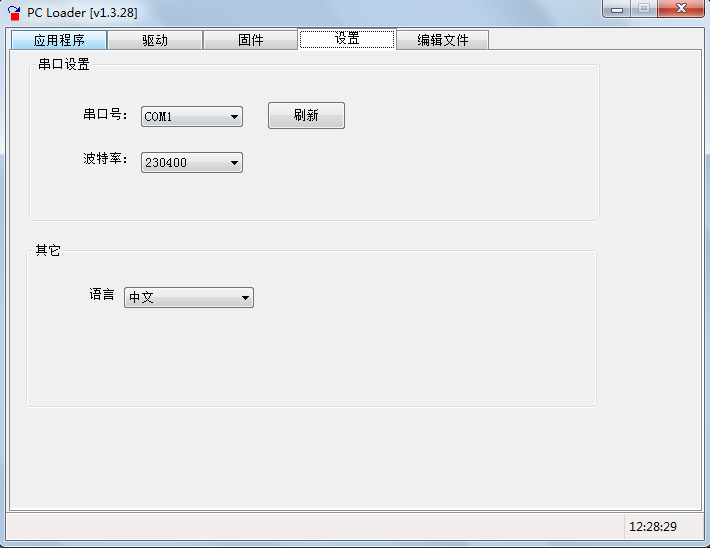 PC Loader [v1.3.28]
应用程序 驱动 固件 设置 编辑文件
串口设置
串口号: COM1 刷新
波特率: 230400
其它
语言 中文
12:28:29